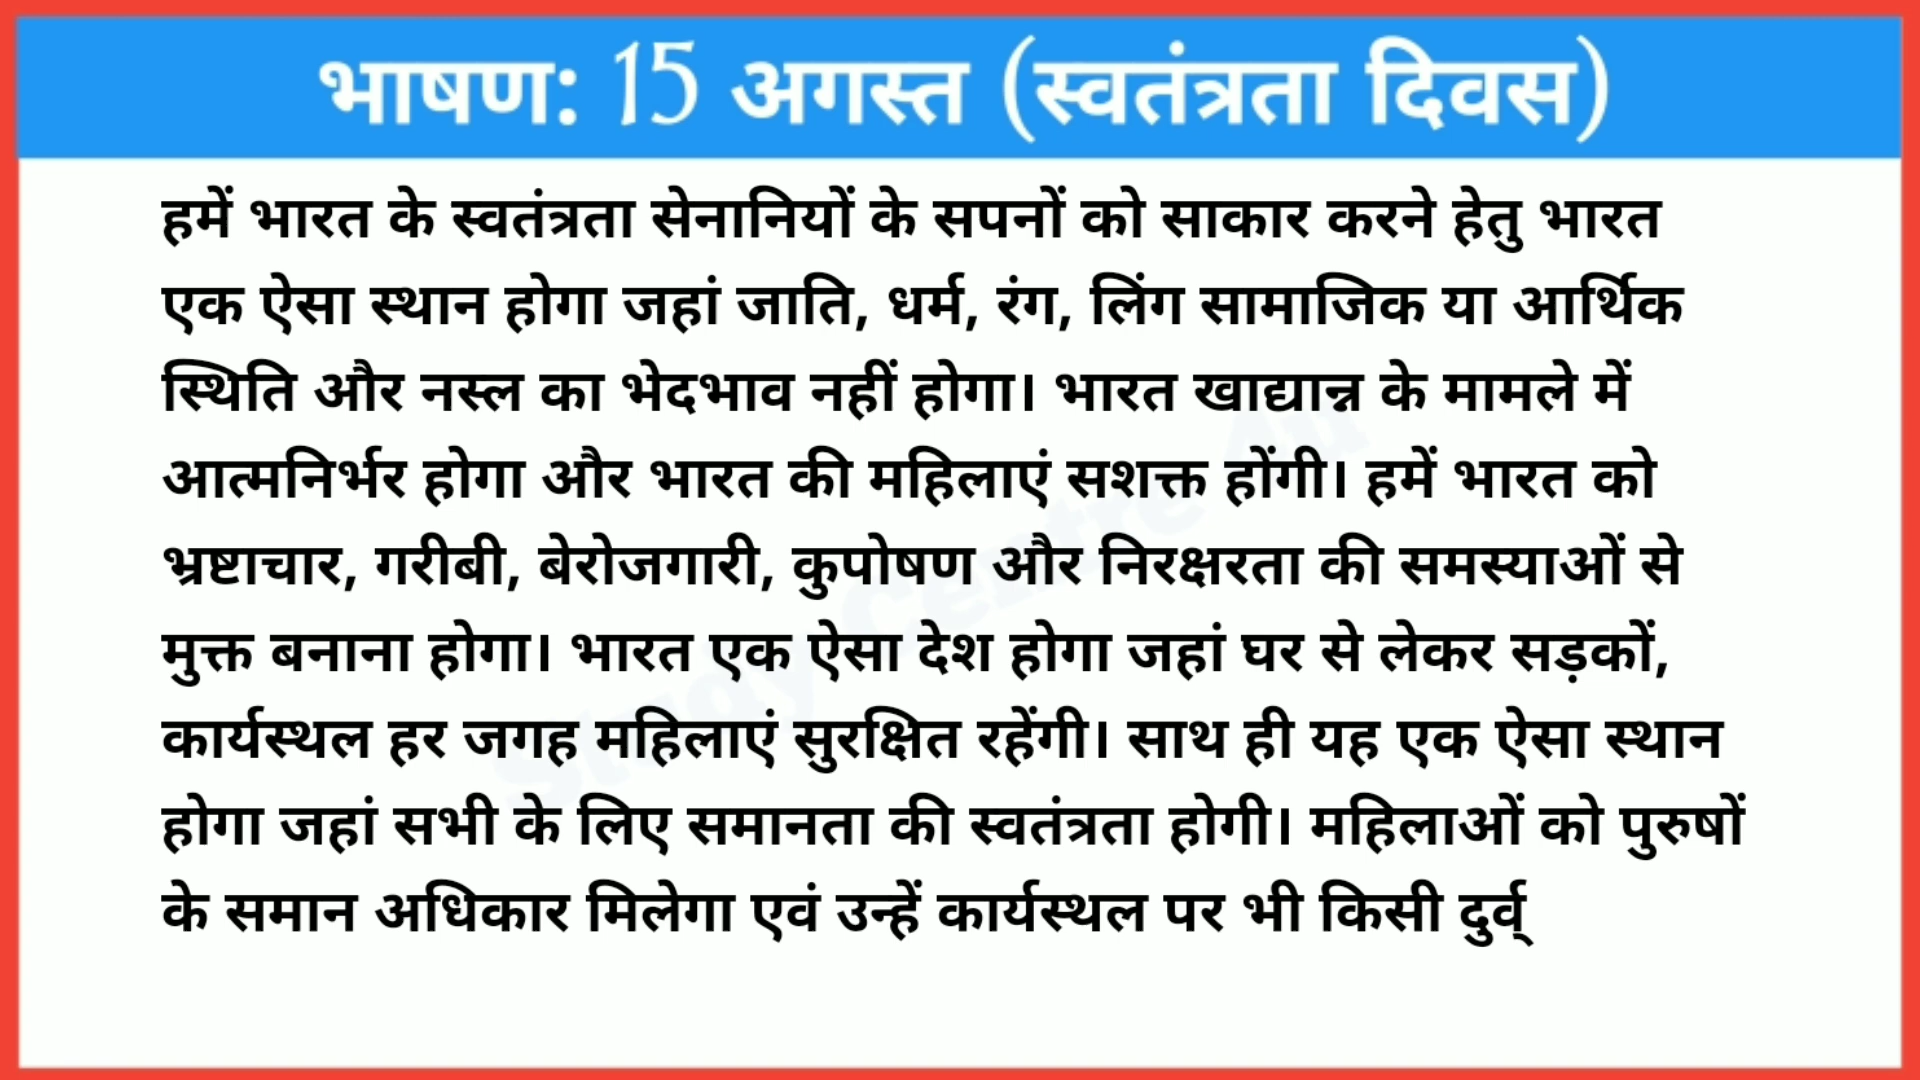 भाषण: 15 अगस्त (स्वतंत्रता दिवस)
हमें भारत के स्वतंत्रता सेनानियों के सपनों को साकार करने हेतु भारत
एक ऐसा स्थान होगा जहां जाति, धर्म, रंग, लिंग सामाजिक या आर्थिक
स्थिति और नस्ल का भेदभाव नहीं होगा। भारत खाद्यान्न के मामले में
आत्मनिर्भर होगा और भारत की महिलाएं सशक्त होंगी। हमें भारत को
भ्रष्टाचार, गरीबी, बेरोजगारी, कुपोषण और निरक्षरता की समस्याओं से
मुक्त बनाना होगा। भारत एक ऐसा देश होगा जहां घर से लेकर सड़कों,
कार्यस्थल हर जगह महिलाएं सुरक्षित रहेंगी। साथ ही यह एक ऐसा स्थान
होगा जहां सभी के लिए समानता की स्वतंत्रता होगी। महिलाओं को पुरुषों
के समान अधिकार मिलेगा एवं उन्हें कार्यस्थल पर भी किसी दुर्व्
Study Centre 4u